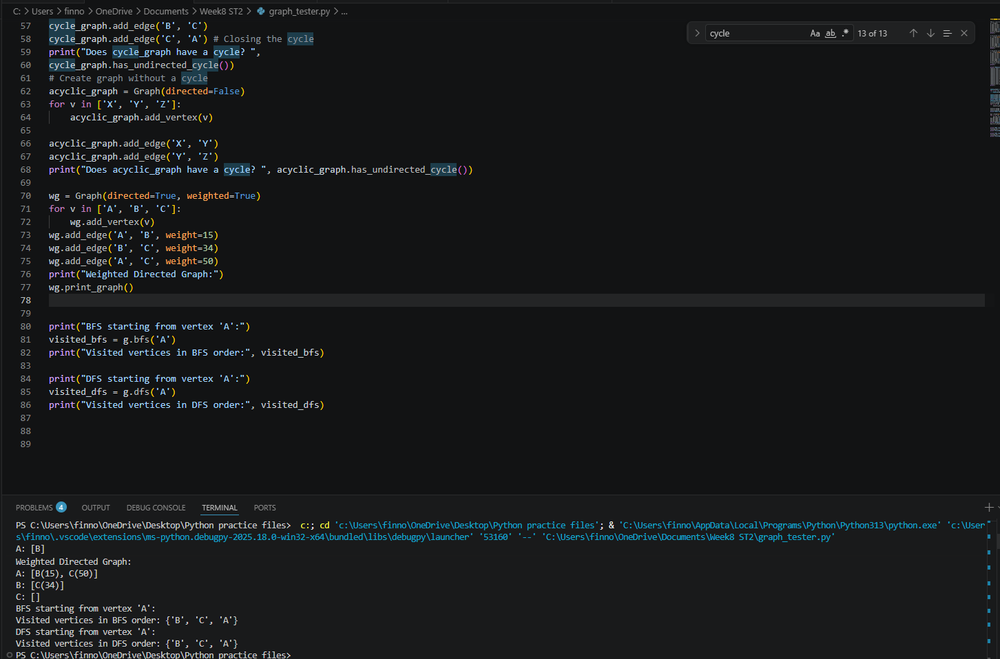 C: > Users > finno > OneDrive > Documents > Week8 ST2 > graph_tester.py > ...
cycle
Aa ab .* 13 of 13
57 cycle_graph.add_edge('B', 'C')
58 cycle_graph.add_edge('C', 'A') # Closing the cycle
59 print("Does cycle_graph have a cycle? ",
60 cycle_graph.has_undirected_cycle())
61 # Create graph without a cycle
62 acyclic_graph = Graph(directed=False)
63 for v in ['X', 'Y', 'Z']:
64     acyclic_graph.add_vertex(v)
65
66 acyclic_graph.add_edge('X', 'Y')
67 acyclic_graph.add_edge('Y', 'Z')
68 print("Does acyclic_graph have a cycle? ", acyclic_graph.has_undirected_cycle())
69
70 wg = Graph(directed=True, weighted=True)
71 for v in ['A', 'B', 'C']:
72     wg.add_vertex(v)
73 wg.add_edge('A', 'B', weight=15)
74 wg.add_edge('B', 'C', weight=34)
75 wg.add_edge('A', 'C', weight=50)
76 print("Weighted Directed Graph:")
77 wg.print_graph()
78
79
80 print("BFS starting from vertex 'A':")
81 visited_bfs = g.bfs('A')
82 print("Visited vertices in BFS order:", visited_bfs)
83
84 print("DFS starting from vertex 'A':")
85 visited_dfs = g.dfs('A')
86 print("Visited vertices in DFS order:", visited_dfs)
87
88
89
PROBLEMS 4 OUTPUT DEBUG CONSOLE TERMINAL PORTS
PS C:\Users\finno\OneDrive\Desktop\Python practice files>  c:; cd 'c:\Users\finno\OneDrive\Desktop\Python practice files'; & 'C:\Users\finno\AppData\Local\Programs\Python\Python313\python.exe' 'c:\User
s\finno\.vscode\extensions\ms-python.debugpy-2025.18.0-win32-x64\bundled\libs\debugpy\launcher' '53160' '--' 'C:\Users\finno\OneDrive\Documents\Week8 ST2\graph_tester.py'
A: [B]
Weighted Directed Graph:
A: [B(15), C(50)]
B: [C(34)]
C: []
BFS starting from vertex 'A':
Visited vertices in BFS order: {'B', 'C', 'A'}
DFS starting from vertex 'A':
Visited vertices in DFS order: {'B', 'C', 'A'}
PS C:\Users\finno\OneDrive\Desktop\Python practice files>